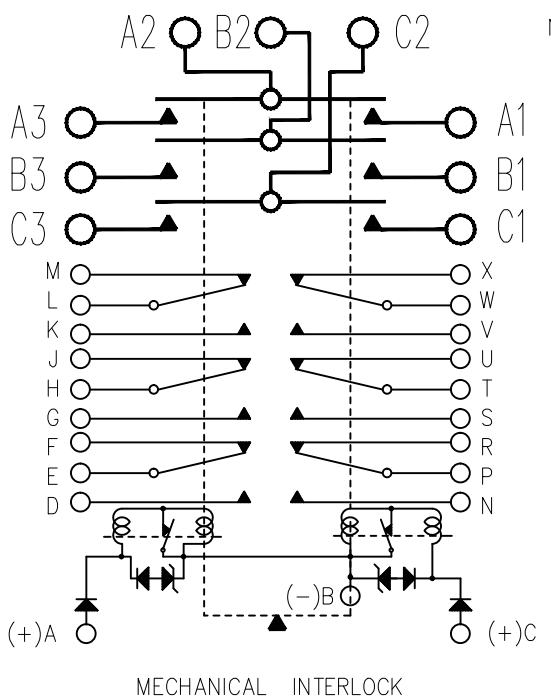 A2 B2 C2
A3 A1
B3 B1
C3 C1
M X
L W
K V
J U
H T
G S
F R
E P
D N
(-)B
(+)A (+)C
MECHANICAL INTERLOCK